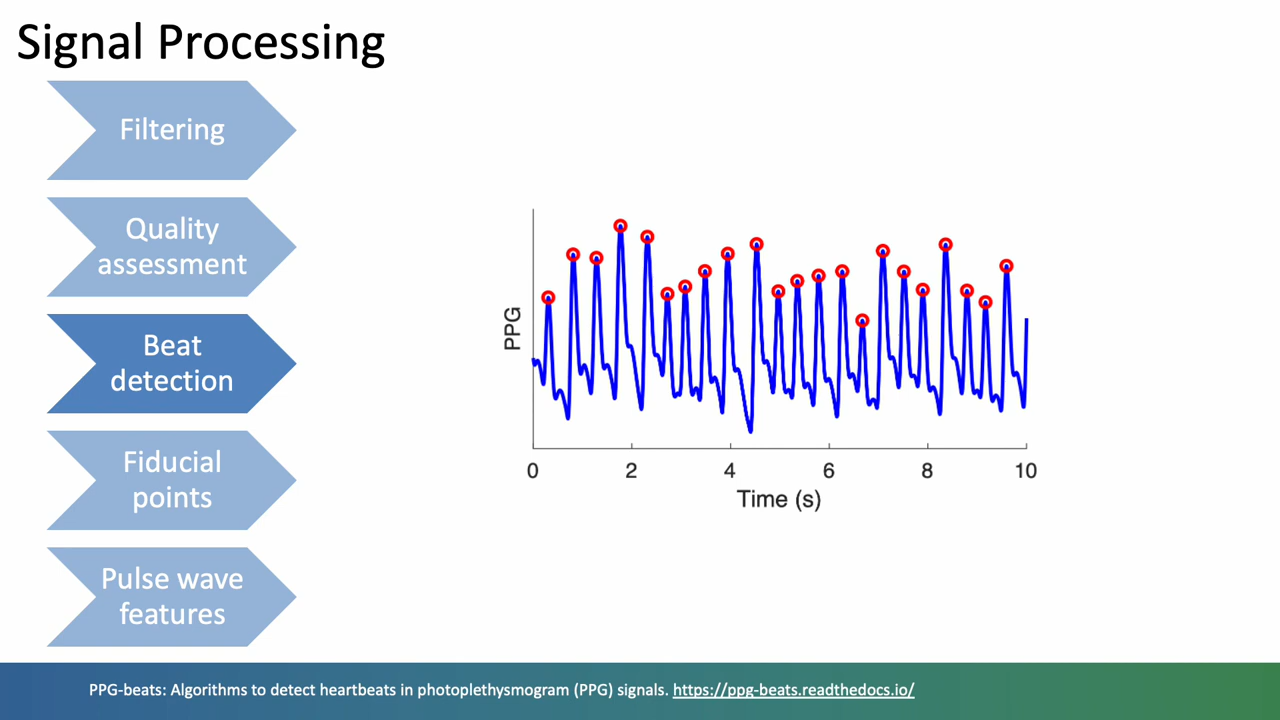 Signal Processing
Filtering
Quality
assessment
Beat
detection
Fiducial
points
Pulse wave
features
PPG
0 2 4 6 8 10
Time (s)
PPG-beats: Algorithms to detect heartbeats in photoplethysmogram (PPG) signals. https://ppg-beats.readthedocs.io/